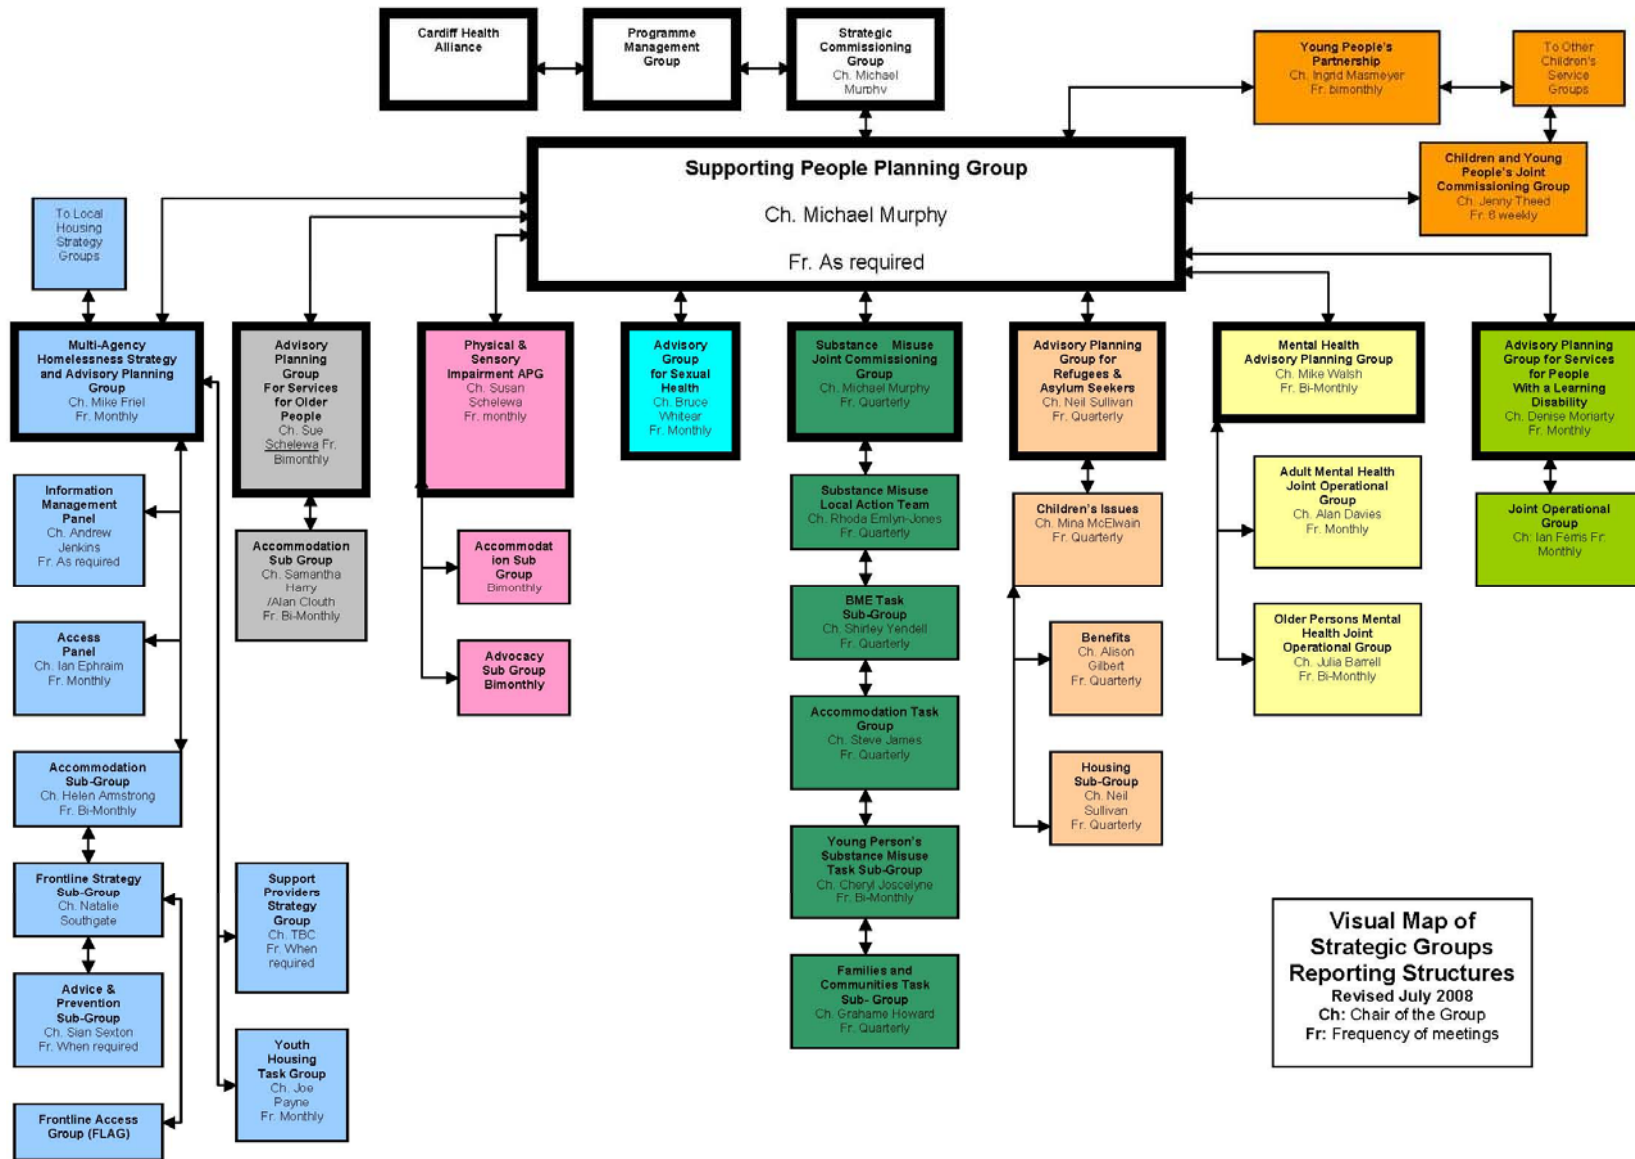 Cardiff Health
Alliance
Programme
Management
Group
Strategic
Commissioning
Group
Ch. Michael
Murphy
Young People's
Partnership
Ch. Ingrid Masmeyer
Fr. bimonthly
To Other
Children's
Service
Groups
Supporting People Planning Group
Ch. Michael Murphy
Fr. As required
Children and Young
People's Joint
Commissioning Group
Ch. Jenny Theed
Fr. 6 weekly
To Local
Housing
Strategy
Groups
Multi-Agency
Homelessness Strategy
and Advisory Planning
Group
Ch. Mike Friel
Fr. Monthly
Advisory
Planning
Group
For Services
for Older
People
Ch. Sue
Schelewa Fr.
Bimonthly
Physical &
Sensory
Impairment APG
Ch. Susan
Schelewa
Fr. monthly
Advisory
Group
for Sexual
Health
Ch. Bruce
Whitear
Fr. Monthly
Substance Misuse
Joint Commissioning
Group
Ch. Michael Murphy
Fr. Quarterly
Advisory Planning
Group for
Refugees &
Asylum Seekers
Ch. Neil Sullivan
Fr. Quarterly
Mental Health
Advisory Planning Group
Ch. Mike Walsh
Fr. Bi-Monthly
Advisory Planning
Group for Services
for People
With a Learning
Disability
Ch. Denise Moriarty
Fr. Monthly
Information
Management
Panel
Ch. Andrew
Jenkins
Fr. As required
Accommodation
Sub Group
Ch. Samantha
Harry
/Alan Clouth
Fr. Bi-Monthly
Accommodat
ion Sub
Group
Bimonthly
Substance Misuse
Local Action Team
Ch. Rhoda Emlyn-Jones
Fr. Quarterly
Children's Issues
Ch. Mina McElwain
Fr. Quarterly
Adult Mental Health
Joint Operational
Group
Ch. Alan Davies
Fr. Monthly
Joint Operational
Group
Ch: Ian Ferris Fr:
Monthly
Access
Panel
Ch. Ian Ephraim
Fr. Monthly
Advocacy
Sub Group
Bimonthly
BME Task
Sub-Group
Ch. Shirley Yendell
Fr. Quarterly
Benefits
Ch. Alison
Gilbert
Fr. Quarterly
Older Persons Mental
Health Joint
Operational Group
Ch. Julia Barrell
Fr. Bi-Monthly
Accommodation
Sub-Group
Ch. Helen Armstrong
Fr. Bi-Monthly
Accommodation Task
Group
Ch. Steve James
Fr. Quarterly
Housing
Sub-Group
Ch. Neil
Sullivan
Fr. Quarterly
Frontline Strategy
Sub-Group
Ch. Natalie
Southgate
Support
Providers
Strategy
Group
Ch. TBC
Fr. When
required
Young Person's
Substance Misuse
Task Sub-Group
Ch. Cheryl Joscelyne
Fr. Bi-Monthly
Advice &
Prevention
Sub-Group
Ch. Sian Sexton
Fr. When required
Youth
Housing
Task Group
Ch. Joe
Payne
Fr. Monthly
Families and
Communities Task
Sub- Group
Ch. Grahame Howard
Fr. Quarterly
Frontline Access
Group (FLAG)
Visual Map of
Strategic Groups
Reporting Structures
Revised July 2008
Ch: Chair of the Group
Fr: Frequency of meetings